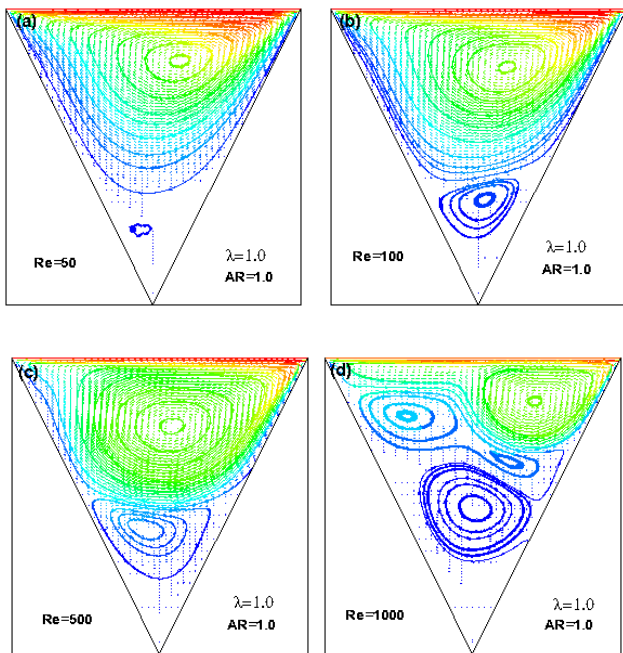 (a)
Re=50
λ=1.0
AR=1.0
(b)
Re=100
λ=1.0
AR=1.0
(c)
Re=500
λ=1.0
AR=1.0
(d)
Re=1000
λ=1.0
AR=1.0